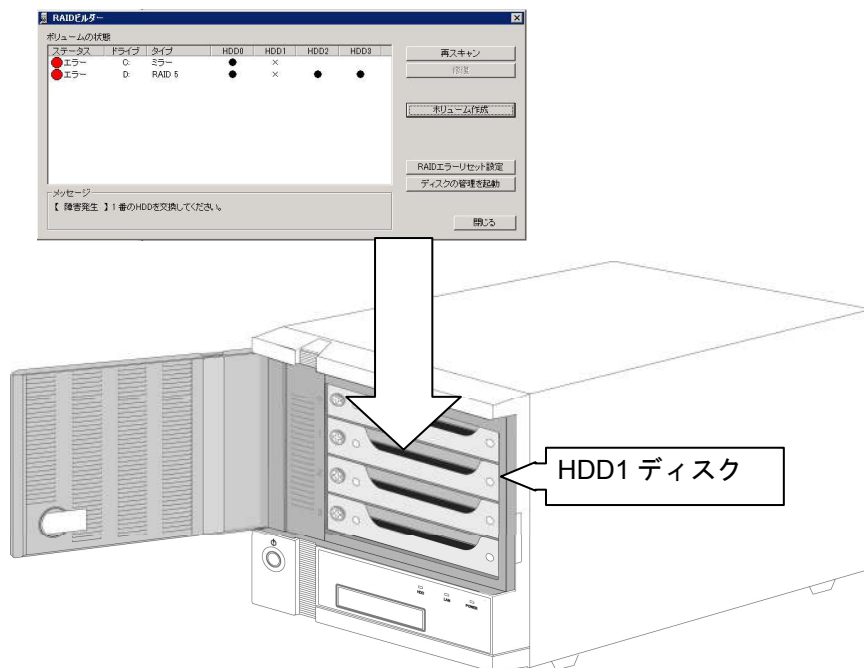 RAIDビルダー
ボリュームの状態
ステータス ドライブ タイプ HDD0 HDD1 HDD2 HDD3
エラー C: ミラー ● ×
エラー D: RAID 5 ● × ● ●
再スキャン
修復
ボリューム作成
RAIDエラーリセット設定
ディスクの管理を起動
メッセージ
【 障害発生 】1 番のHDDを交換してください。
閉じる
HDD1 ディスク
HDD LAN POWER